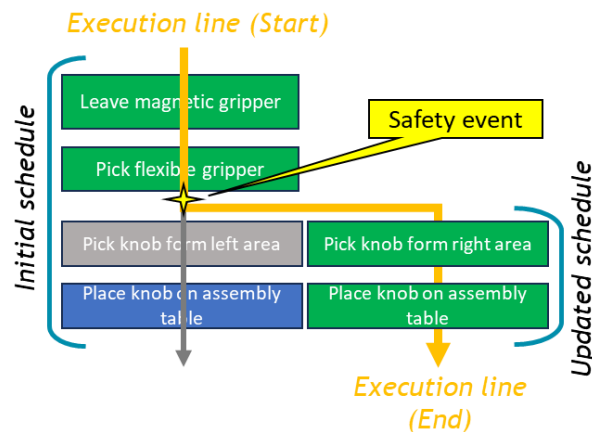 Execution line (Start)
Leave magnetic gripper
Safety event
Pick flexible gripper
Initial schedule
Pick knob form left area
Pick knob form right area
Place knob on assembly
table
Place knob on assembly
table
Updated schedule
Execution line
(End)